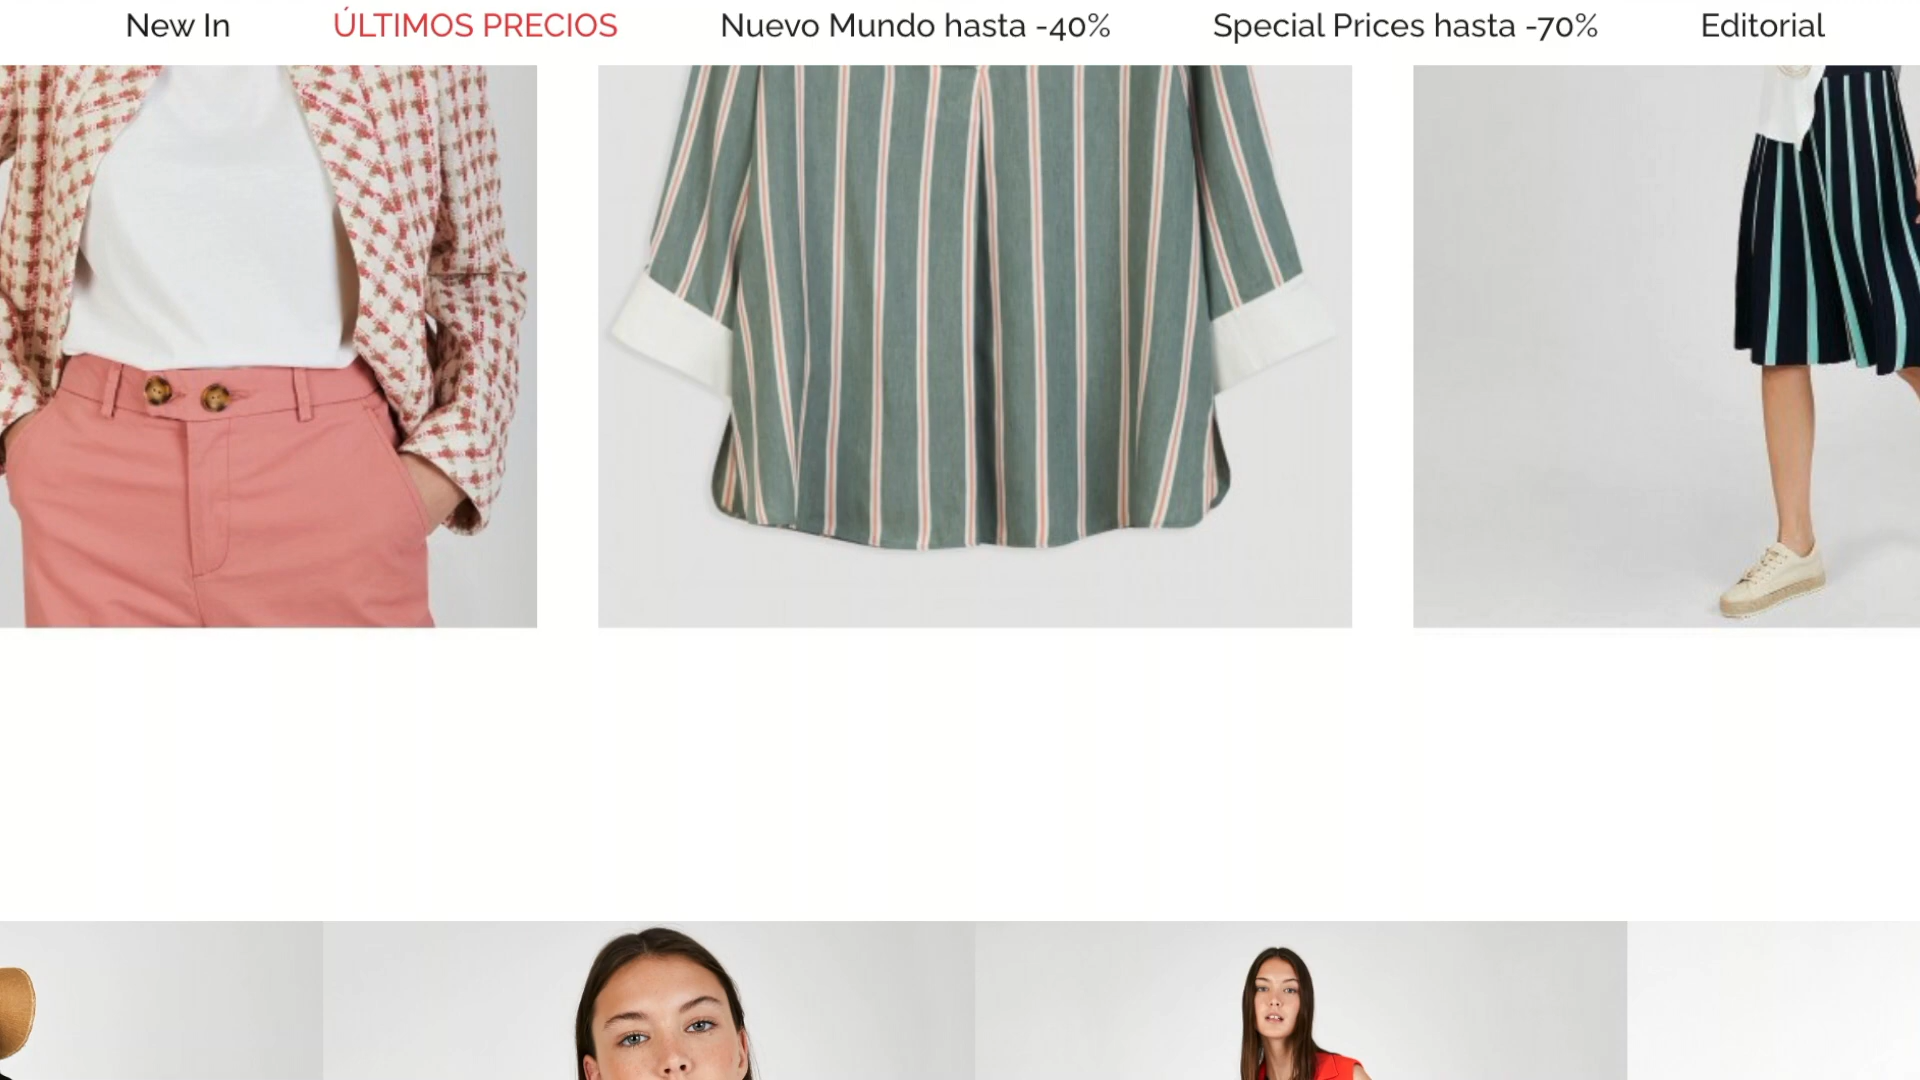 New In
ÚLTIMOS PRECIOS
Nuevo Mundo hasta -40%
Special Prices hasta -70%
Editorial